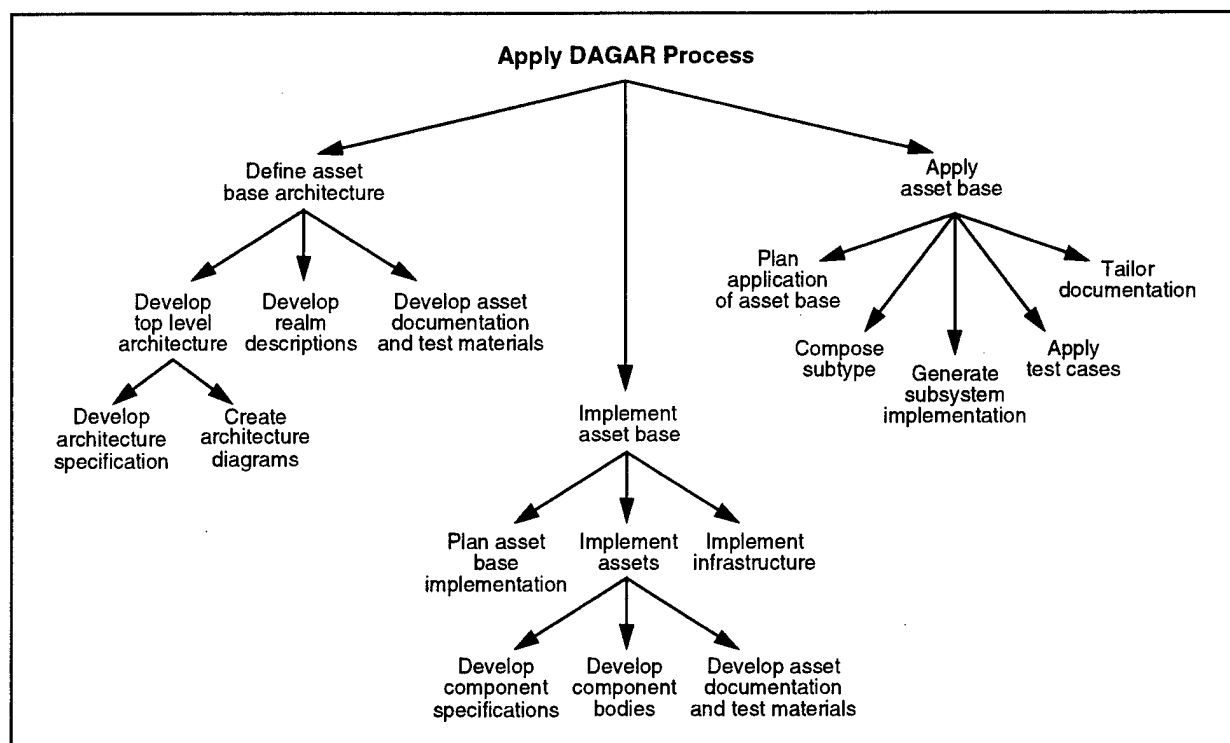 Apply DAGAR Process
Define asset
base architecture
Apply
asset base
Plan
application
of asset base
Tailor
documentation
Develop
top level
architecture
Develop
realm
descriptions
Develop asset
documentation
and test materials
Compose
subtype
Generate
subsystem
implementation
Apply
test cases
Develop
architecture
specification
Create
architecture
diagrams
Implement
asset base
Plan asset
base
implementation
Implement
assets
Implement
infrastructure
Develop
component
specifications
Develop
component
bodies
Develop asset
documentation
and test materials